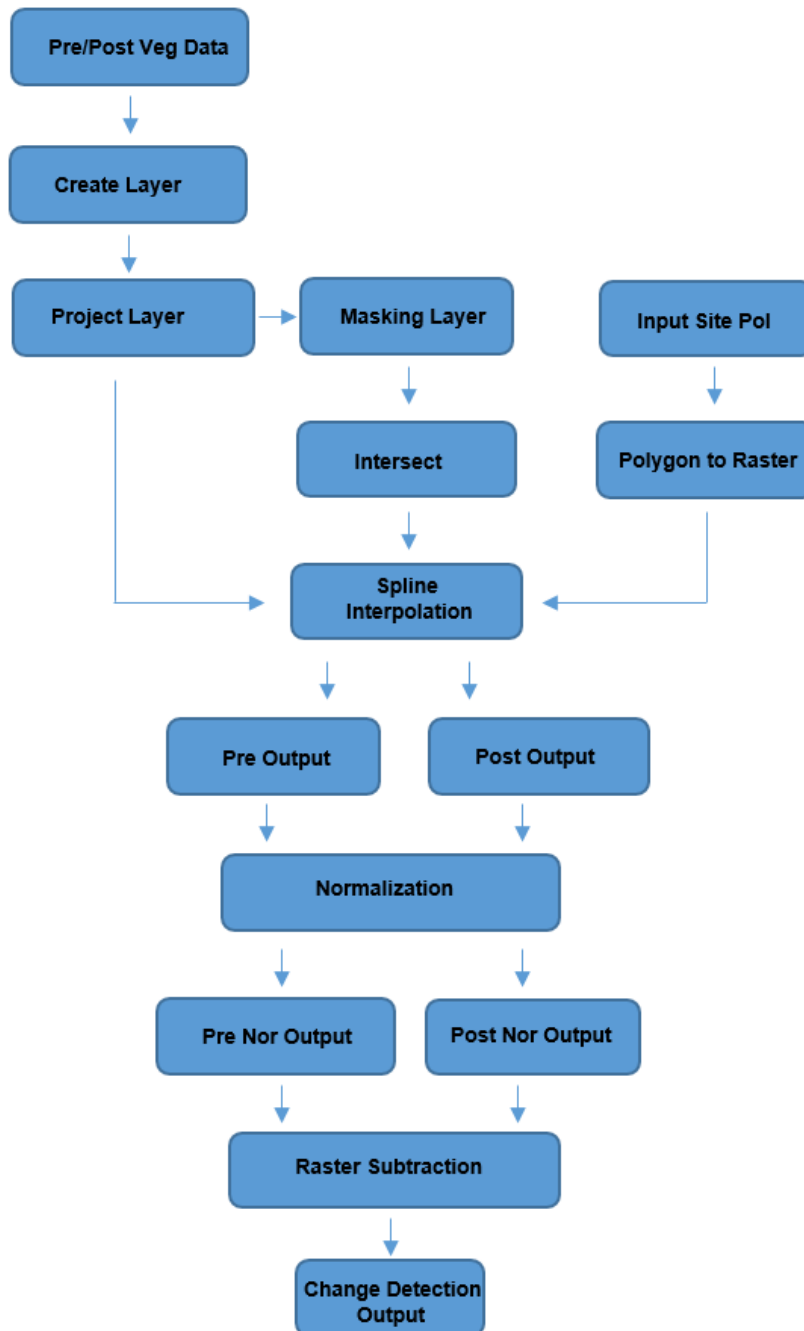 Pre/Post Veg Data
Create Layer
Project Layer
Masking Layer
Input Site Pol
Intersect
Polygon to Raster
Spline
Interpolation
Pre Output
Post Output
Normalization
Pre Nor Output
Post Nor Output
Raster Subtraction
Change Detection
Output